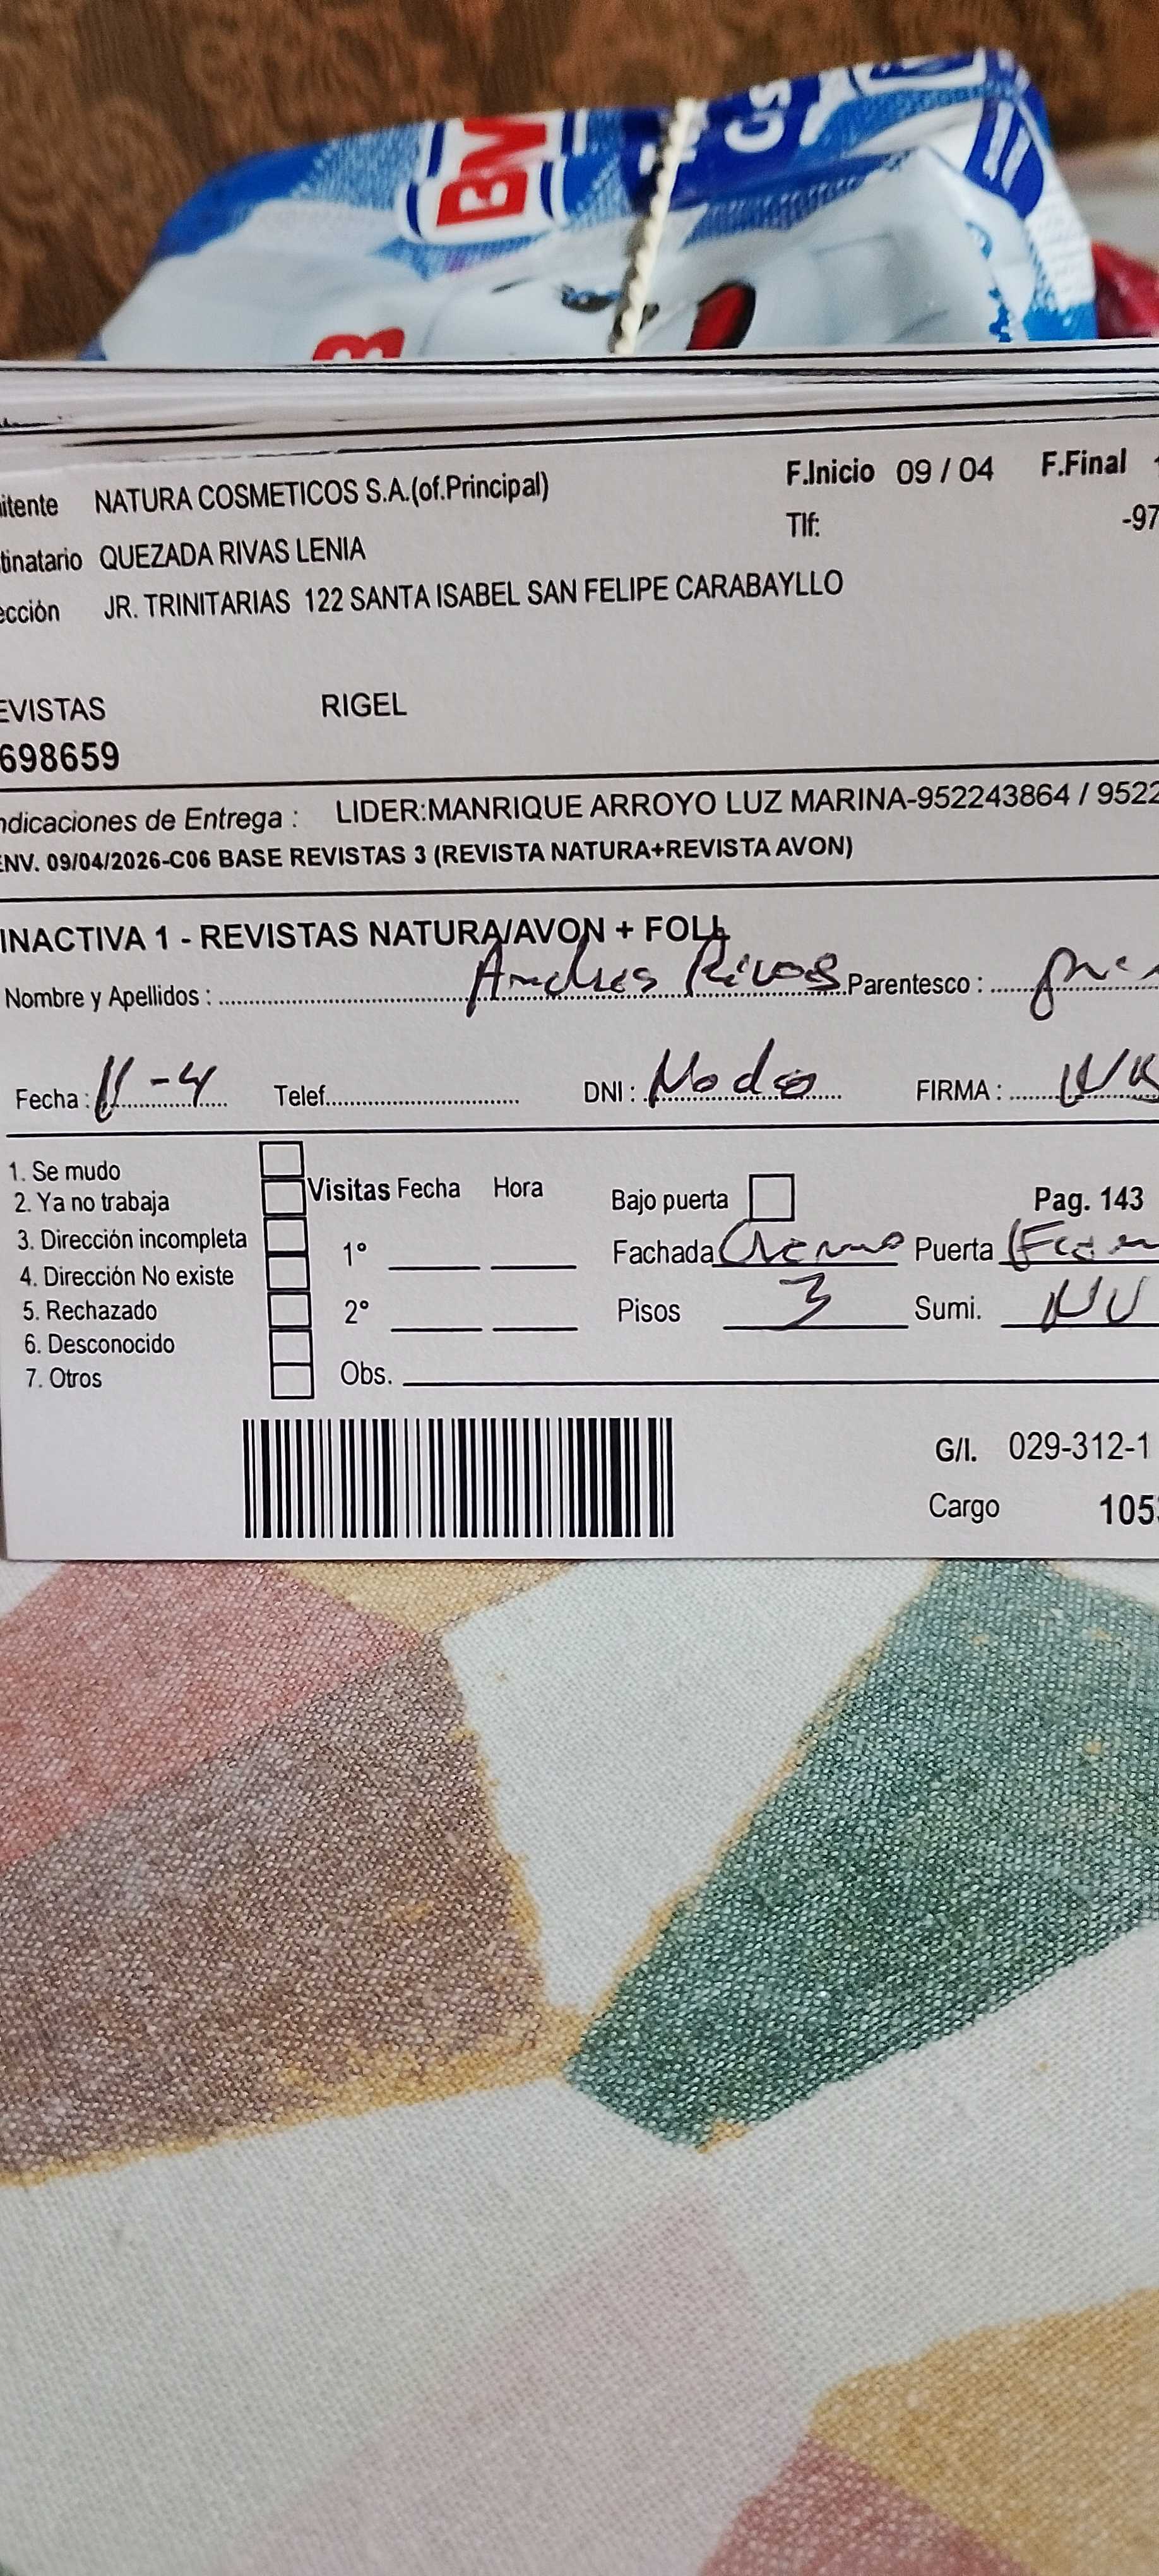 BV
itente NATURA COSMETICOS S.A.(of.Principal) F.Inicio 09 / 04 F.Final
Tlf: -97
tinatario QUEZADA RIVAS LENIA
ección JR. TRINITARIAS 122 SANTA ISABEL SAN FELIPE CARABAYLLO
EVISTAS RIGEL
698659
ndicaciones de Entrega : LIDER:MANRIQUE ARROYO LUZ MARINA-952243864 / 9522
ENV. 09/04/2026-C06 BASE REVISTAS 3 (REVISTA NATURA+REVISTA AVON)
INACTIVA 1 - REVISTAS NATURA/AVON + FOLL
Nombre y Apellidos : Andres Rivas Parentesco :
Fecha : 11-4 Telef. DNI : FIRMA :
1. Se mudo
2. Ya no trabaja
3. Dirección incompleta
4. Dirección No existe
5. Rechazado
6. Desconocido
7. Otros
Visitas Fecha Hora
1°
2°
Obs.
Bajo puerta Pag. 143
Fachada Puerta
Pisos 3 Sumi.
G/I. 029-312-1
Cargo 105